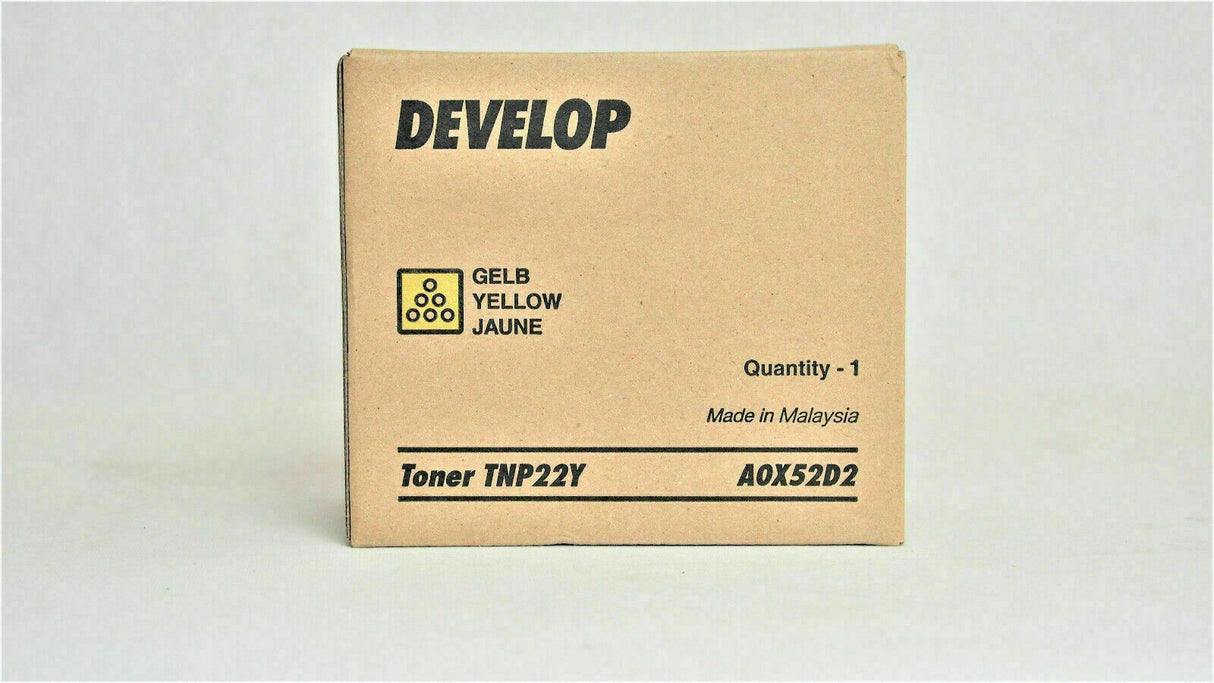 DEVELOP
GELB
YELLOW
JAUNE
Quantity - 1
Made in Malaysia
Toner TNP22Y A0X52D2